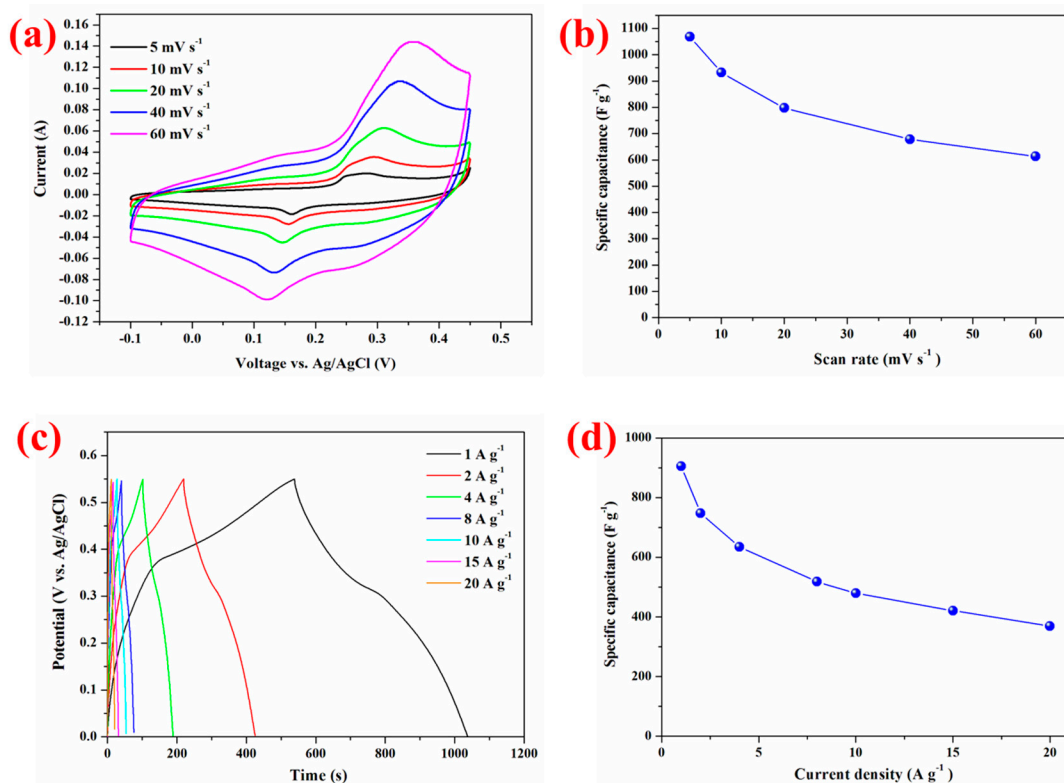 (a)
5 mV s⁻¹
10 mV s⁻¹
20 mV s⁻¹
40 mV s⁻¹
60 mV s⁻¹
0.16
0.14
0.12
0.10
0.08
0.06
0.04
0.02
0.00
-0.02
-0.04
-0.06
-0.08
-0.10
-0.12
Current (A)
-0.1 0.0 0.1 0.2 0.3 0.4 0.5
Voltage vs. Ag/AgCl (V)
(b)
1100
1000
900
800
700
600
500
400
300
200
100
0
Specific capacitance (F g⁻¹)
0 10 20 30 40 50 60
Scan rate (mV s⁻¹)
(c)
1 A g⁻¹
2 A g⁻¹
4 A g⁻¹
8 A g⁻¹
10 A g⁻¹
15 A g⁻¹
20 A g⁻¹
0.6
0.5
0.4
0.3
0.2
0.1
0.0
Potential (V vs. Ag/AgCl)
0 200 400 600 800 1000 1200
Time (s)
(d)
1000
800
600
400
200
0
Specific capacitance (F g⁻¹)
0 5 10 15 20
Current density (A g⁻¹)